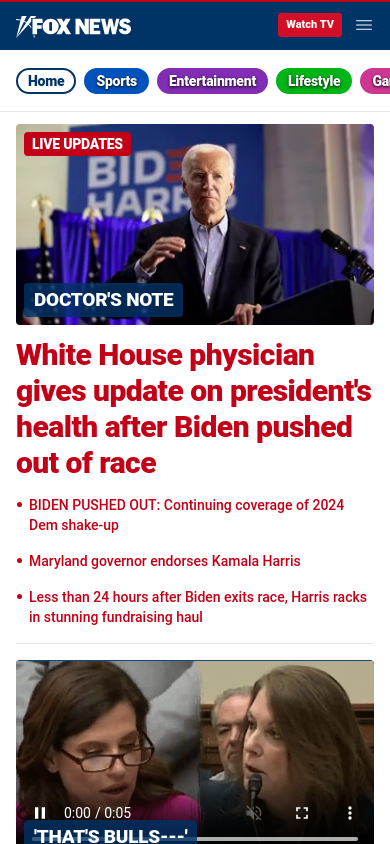 FOX NEWS
Watch TV
Home
Sports
Entertainment
Lifestyle
Ga
LIVE UPDATES
BIDEN
HARRIS
DOCTOR'S NOTE
White House physician
gives update on president's
health after Biden pushed
out of race
• BIDEN PUSHED OUT: Continuing coverage of 2024
Dem shake-up
• Maryland governor endorses Kamala Harris
• Less than 24 hours after Biden exits race, Harris racks
in stunning fundraising haul
0:00 / 0:05
'THAT'S BULLS---'